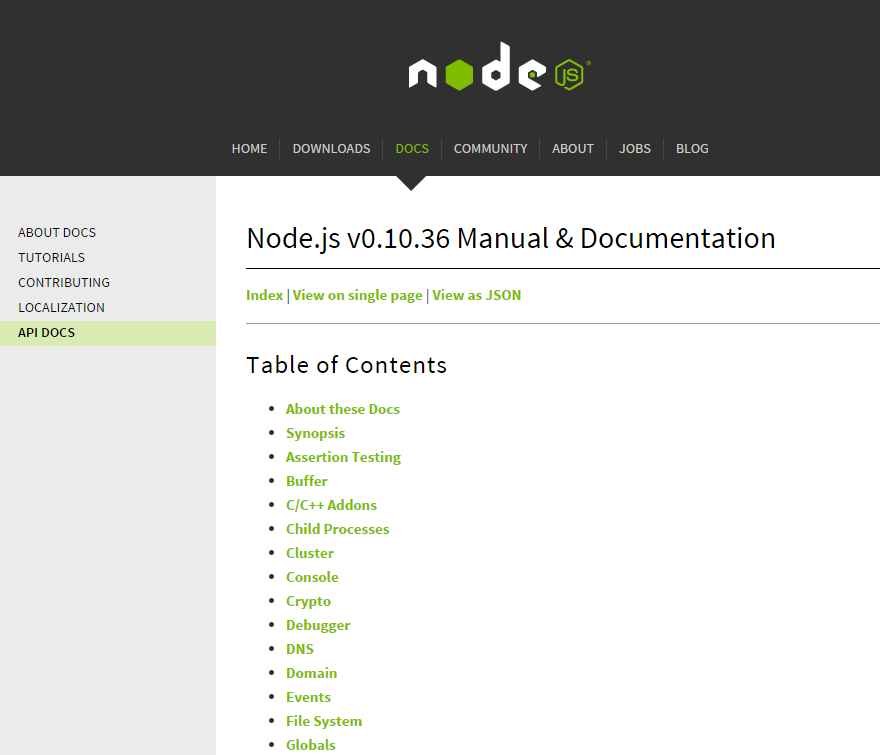 node JS ®
HOME DOWNLOADS DOCS COMMUNITY ABOUT JOBS BLOG
ABOUT DOCS
TUTORIALS
CONTRIBUTING
LOCALIZATION
API DOCS
Node.js v0.10.36 Manual & Documentation
Index | View on single page | View as JSON
Table of Contents
• About these Docs
• Synopsis
• Assertion Testing
• Buffer
• C/C++ Addons
• Child Processes
• Cluster
• Console
• Crypto
• Debugger
• DNS
• Domain
• Events
• File System
• Globals